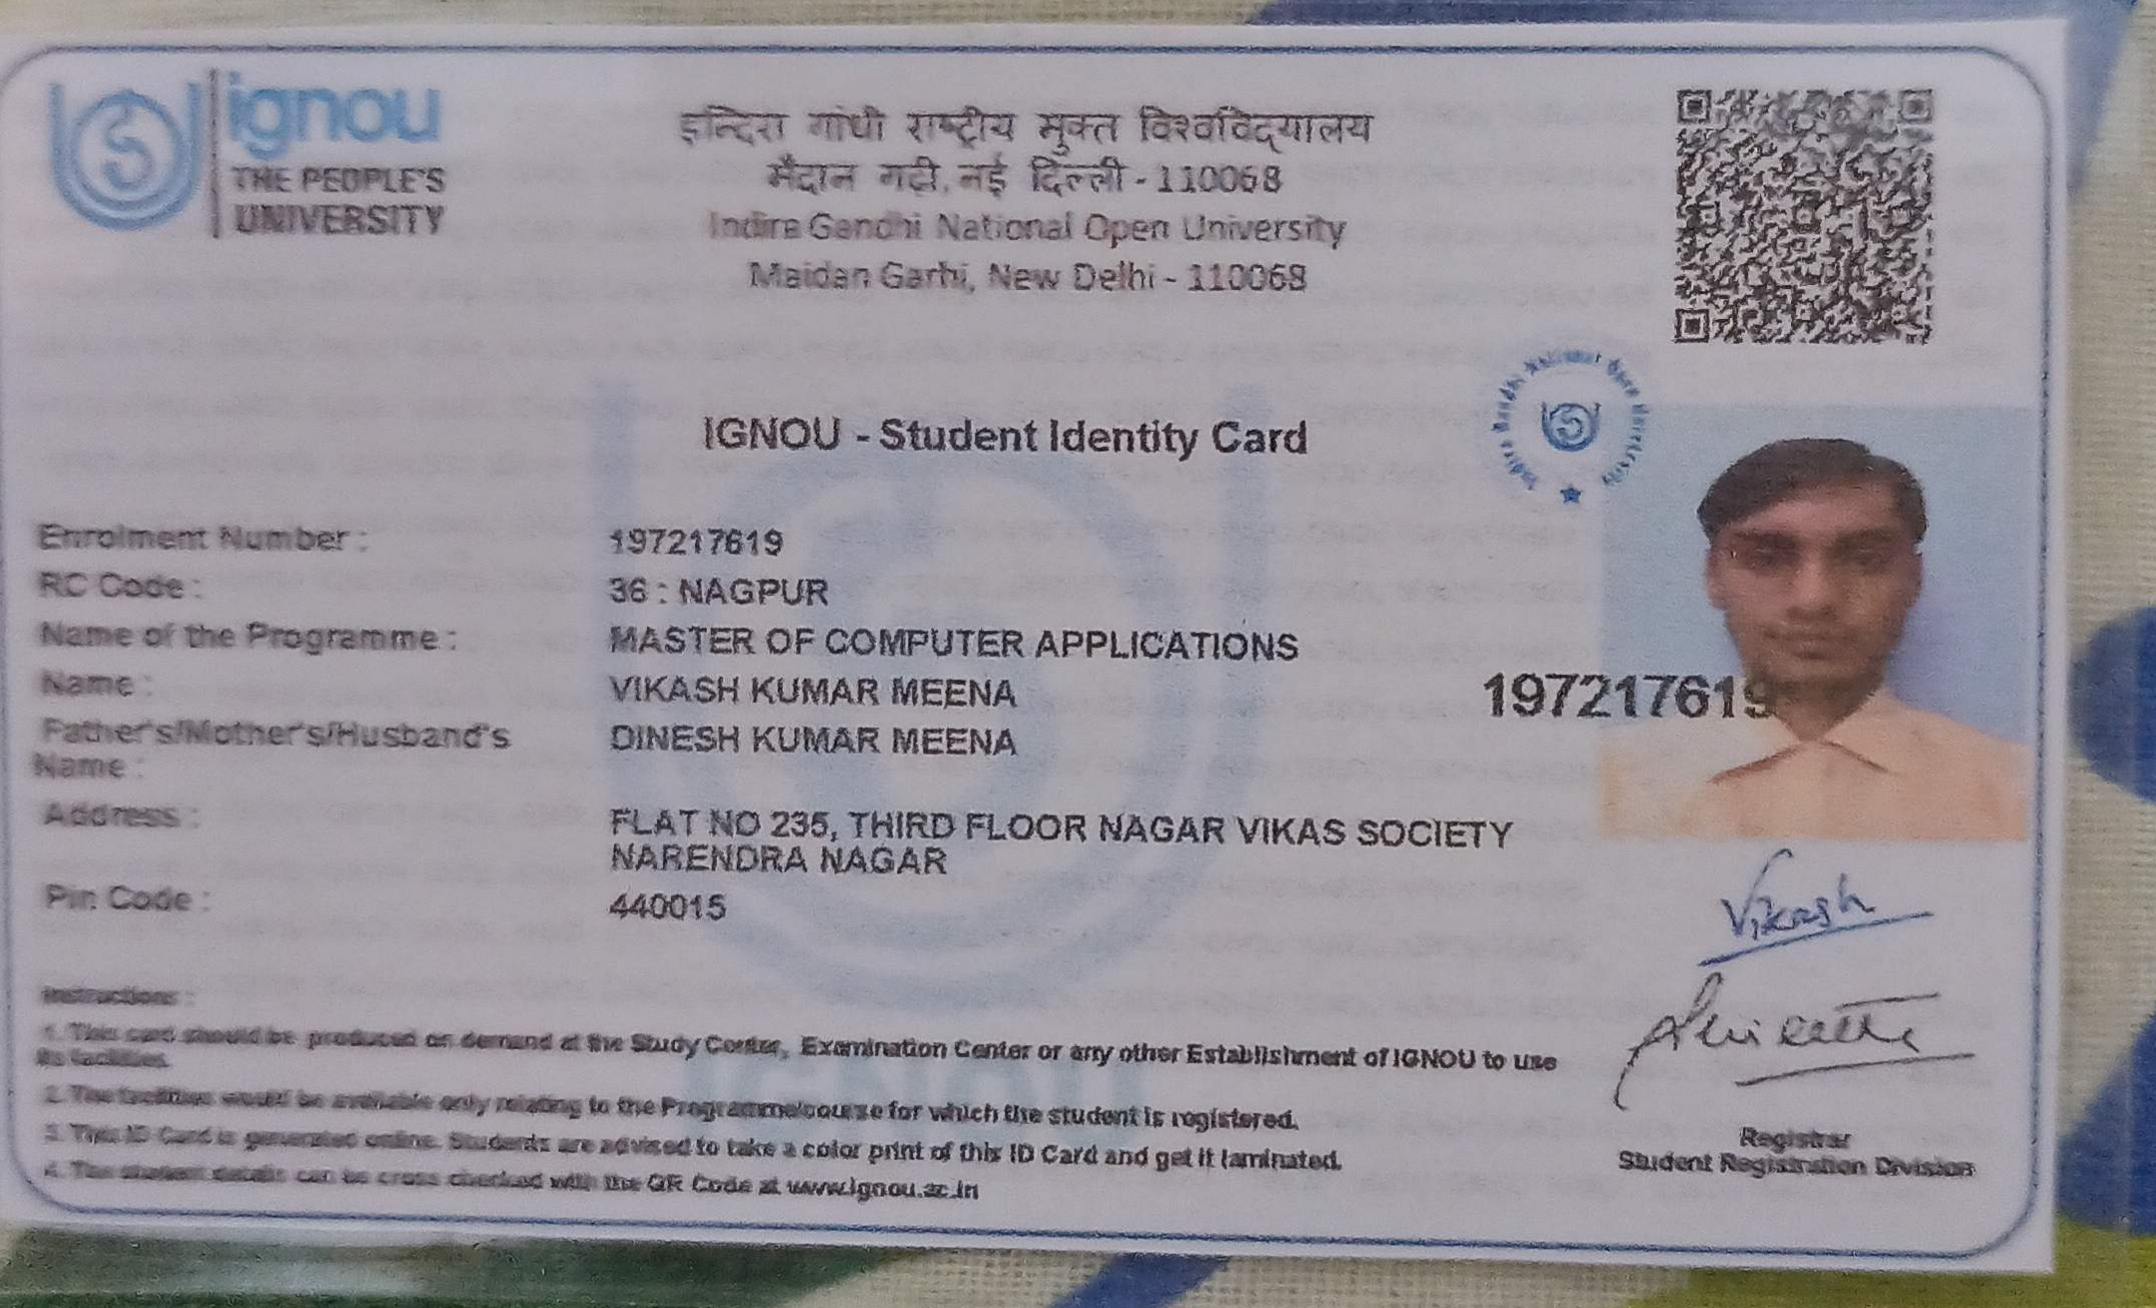 ignou
THE PEOPLE'S
UNIVERSITY
इन्दिरा गांधी राष्ट्रीय मुक्त विश्वविद्यालय
मैदान गढ़ी, नई दिल्ली - 110068
Indira Gandhi National Open University
Maidan Garhi, New Delhi - 110068
Indira Gandhi National Open University
IGNOU - Student Identity Card
Enrolment Number : 197217619
RC Code : 36 : NAGPUR
Name of the Programme : MASTER OF COMPUTER APPLICATIONS
Name : VIKASH KUMAR MEENA
197217619
Father's/Mother's/Husband's DINESH KUMAR MEENA
Name :
Address : FLAT NO 235, THIRD FLOOR NAGAR VIKAS SOCIETY
NARENDRA NAGAR
Pin Code : 440015
Vikash
IGNOU
Instructions :
1. This card should be produced on demand at the Study Center, Examination Center or any other Establishment of IGNOU to use
its facilities.
2. The facilities would be available only relating to the Programme/course for which the student is registered.
3. This ID Card is generated online. Students are advised to take a color print of this ID Card and get it laminated.
4. The student details can be cross checked with the QR Code at www.ignou.ac.in
Registrar
Student Registration Division